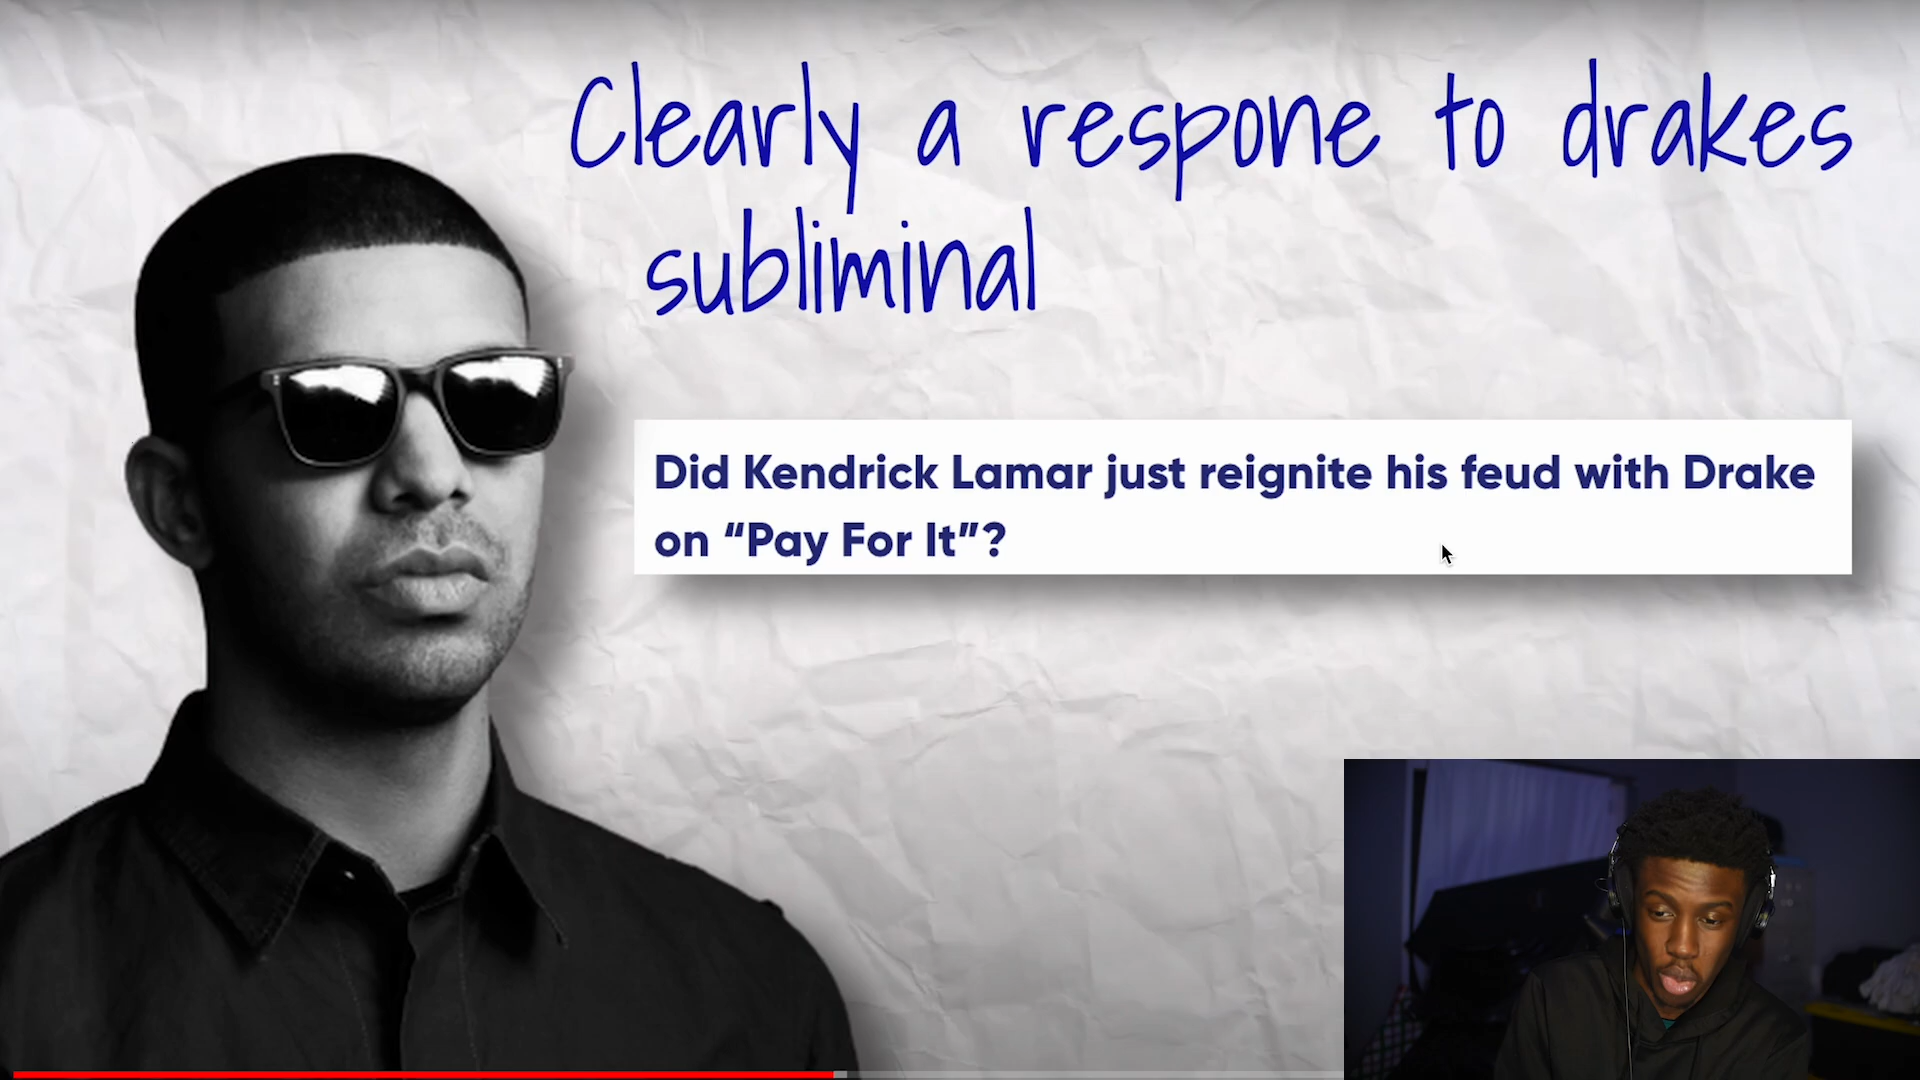 Clearly a respone to drakes
subliminal
Did Kendrick Lamar just reignite his feud with Drake
on “Pay For It”?